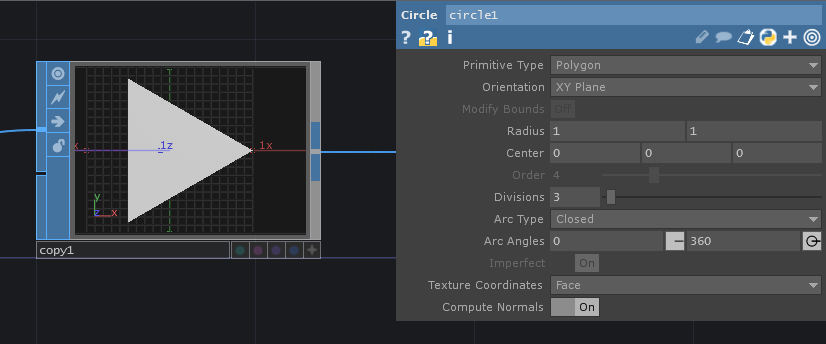 Circle circle1
? ? i
Primitive Type Polygon
Orientation XY Plane
Modify Bounds Off
Radius 1 1
Center 0 0 0
Order 4
Divisions 3
Arc Type Closed
Arc Angles 0 360
Imperfect On
Texture Coordinates Face
Compute Normals On
x .1z 1x
y
z x
copy1